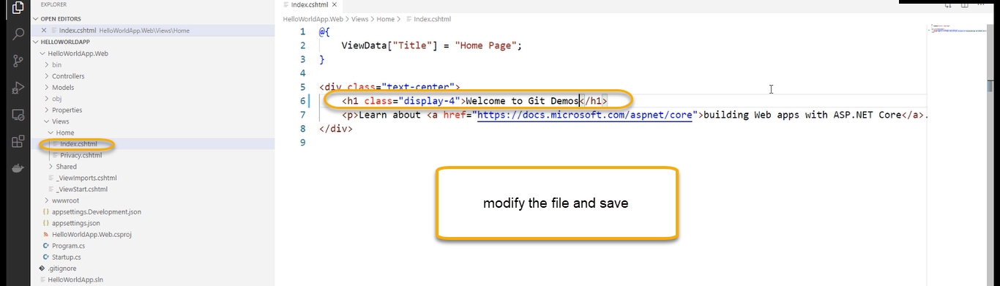 EXPLORER
OPEN EDITORS
Index.cshtml HelloWorldApp.Web\Views\Home
HELLOWORLDAPP
HelloWorldApp.Web
bin
Controllers
Models
obj
Properties
Views
Home
Index.cshtml
Privacy.cshtml
Shared
_ViewImports.cshtml
_ViewStart.cshtml
wwwroot
appsettings.Development.json
appsettings.json
HelloWorldApp.Web.csproj
Program.cs
Startup.cs
.gitignore
HelloWorldApp.sln
Index.cshtml
HelloWorldApp.Web > Views > Home > Index.cshtml
1 @{
2 ViewData["Title"] = "Home Page";
3 }
4
5 <div class="text-center">
6 <h1 class="display-4">Welcome to Git Demos</h1>
7 <p>Learn about <a href="https://docs.microsoft.com/aspnet/core">building Web apps with ASP.NET Core</a>.
8 </div>
9
modify the file and save